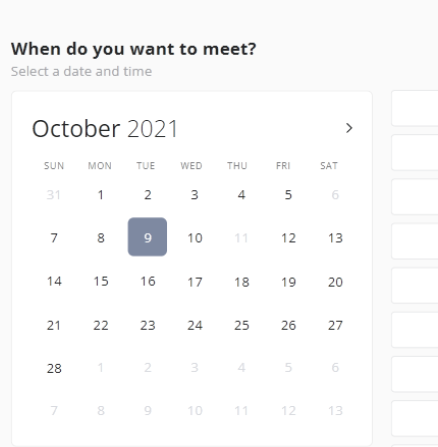 When do you want to meet?
Select a date and time
October 2021
SUN MON TUE WED THU FRI SAT
31 1 2 3 4 5 6
7 8 9 10 11 12 13
14 15 16 17 18 19 20
21 22 23 24 25 26 27
28 1 2 3 4 5 6
7 8 9 10 11 12 13